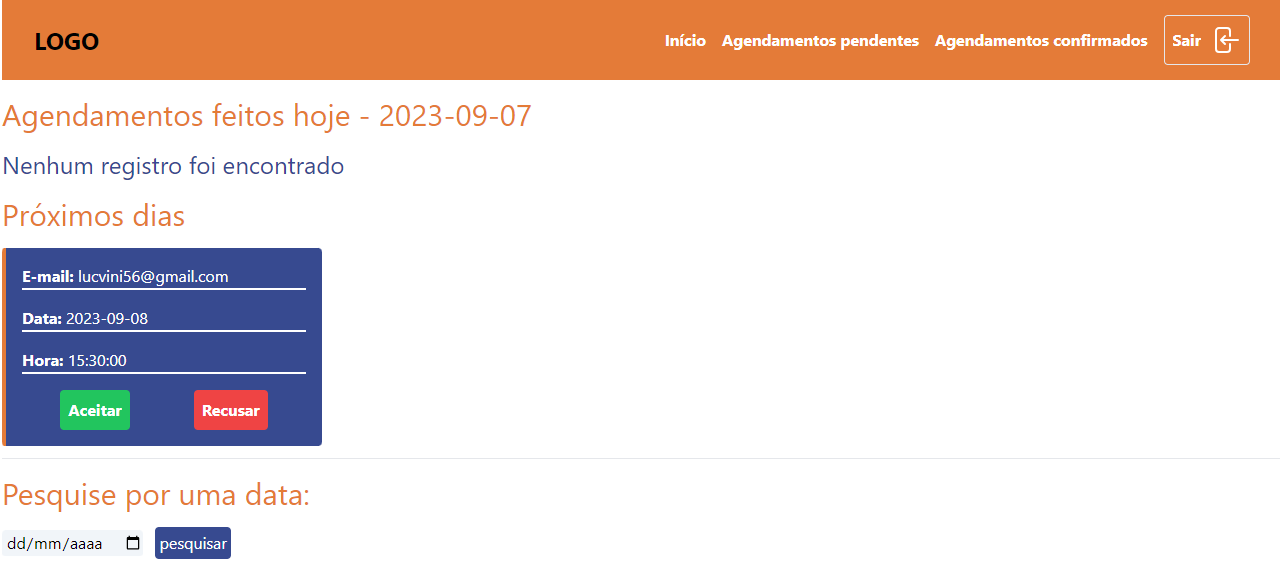 LOGO
Início Agendamentos pendentes Agendamentos confirmados Sair
Agendamentos feitos hoje - 2023-09-07
Nenhum registro foi encontrado
Próximos dias
E-mail: lucvini56@gmail.com
Data: 2023-09-08
Hora: 15:30:00
Aceitar Recusar
Pesquise por uma data:
dd/mm/aaaa pesquisar